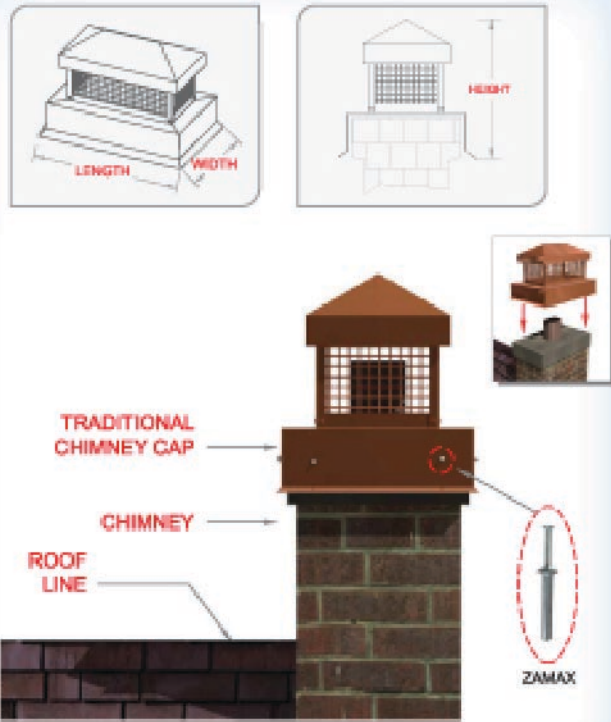 LENGTH
WIDTH
HEIGHT
TRADITIONAL
CHIMNEY CAP
CHIMNEY
ROOF
LINE
ZAMAX